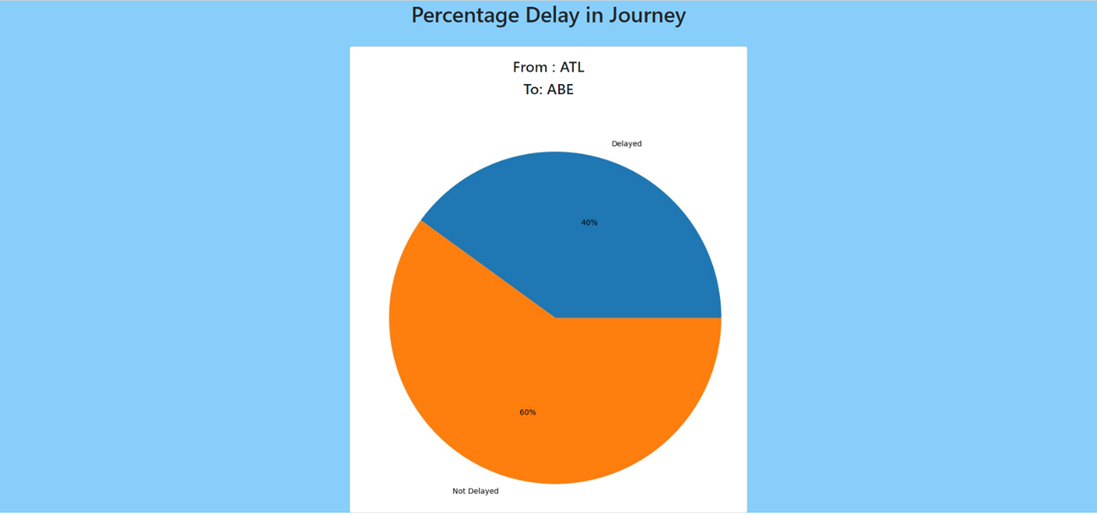 Percentage Delay in Journey
From : ATL
To: ABE
Delayed
40%
60%
Not Delayed